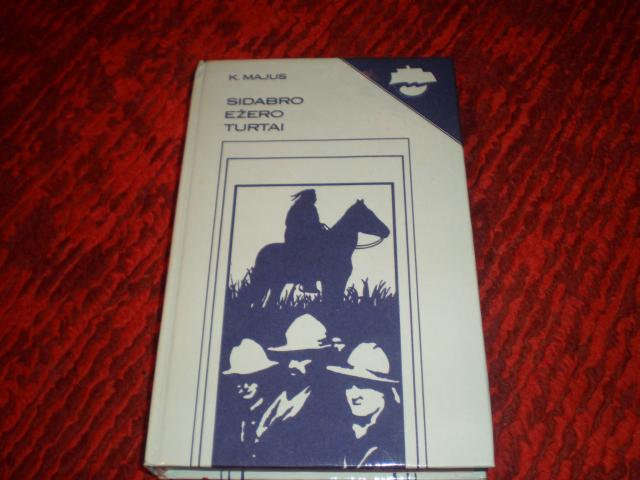 K. MAJUS
SIDABRO
EŽERO
TURTAI